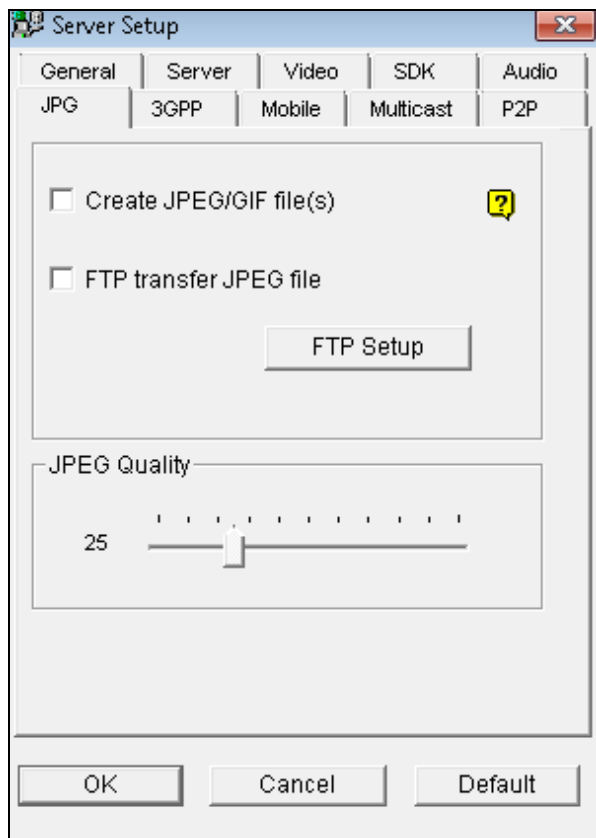 Server Setup
General Server Video SDK Audio
JPG 3GPP Mobile Multicast P2P
Create JPEG/GIF file(s)
FTP transfer JPEG file
FTP Setup
JPEG Quality
25
OK Cancel Default